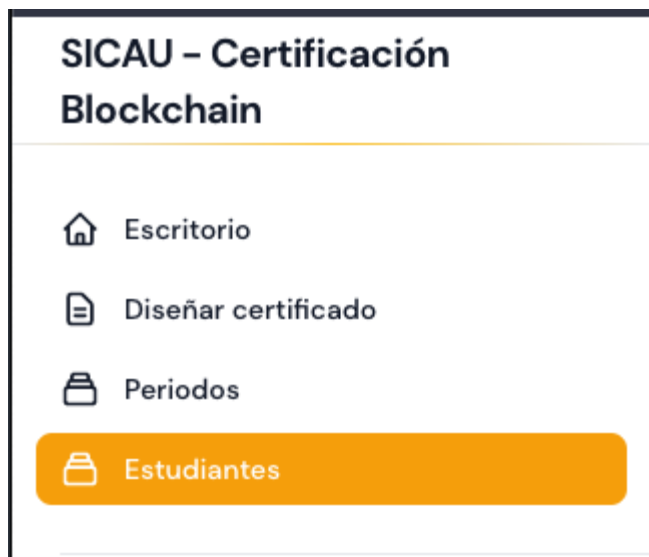 SICAU – Certificación
Blockchain
Escritorio
Diseñar certificado
Periodos
Estudiantes